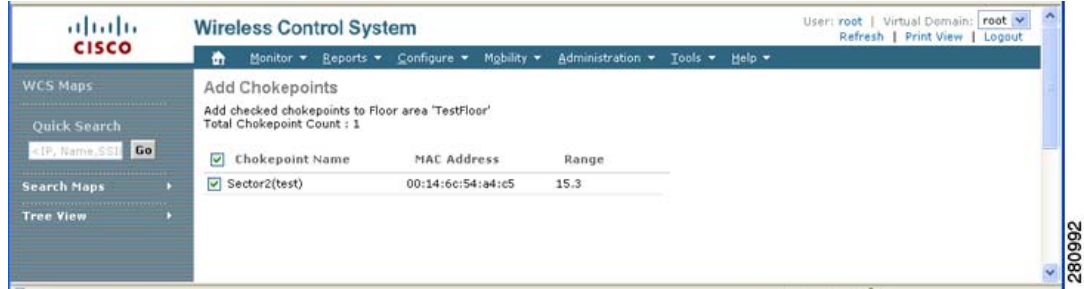 CISCO
Wireless Control System
User: root | Virtual Domain: root
Refresh | Print View | Logout
Monitor Reports Configure Mobility Administration Tools Help
WCS Maps
Quick Search
<IP, Name,SSI Go
Search Maps
Tree View
Add Chokepoints
Add checked chokepoints to Floor area 'TestFloor'
Total Chokepoint Count : 1
Chokepoint Name MAC Address Range
Sector2(test) 00:14:6c:54:a4:c5 15.3
280992